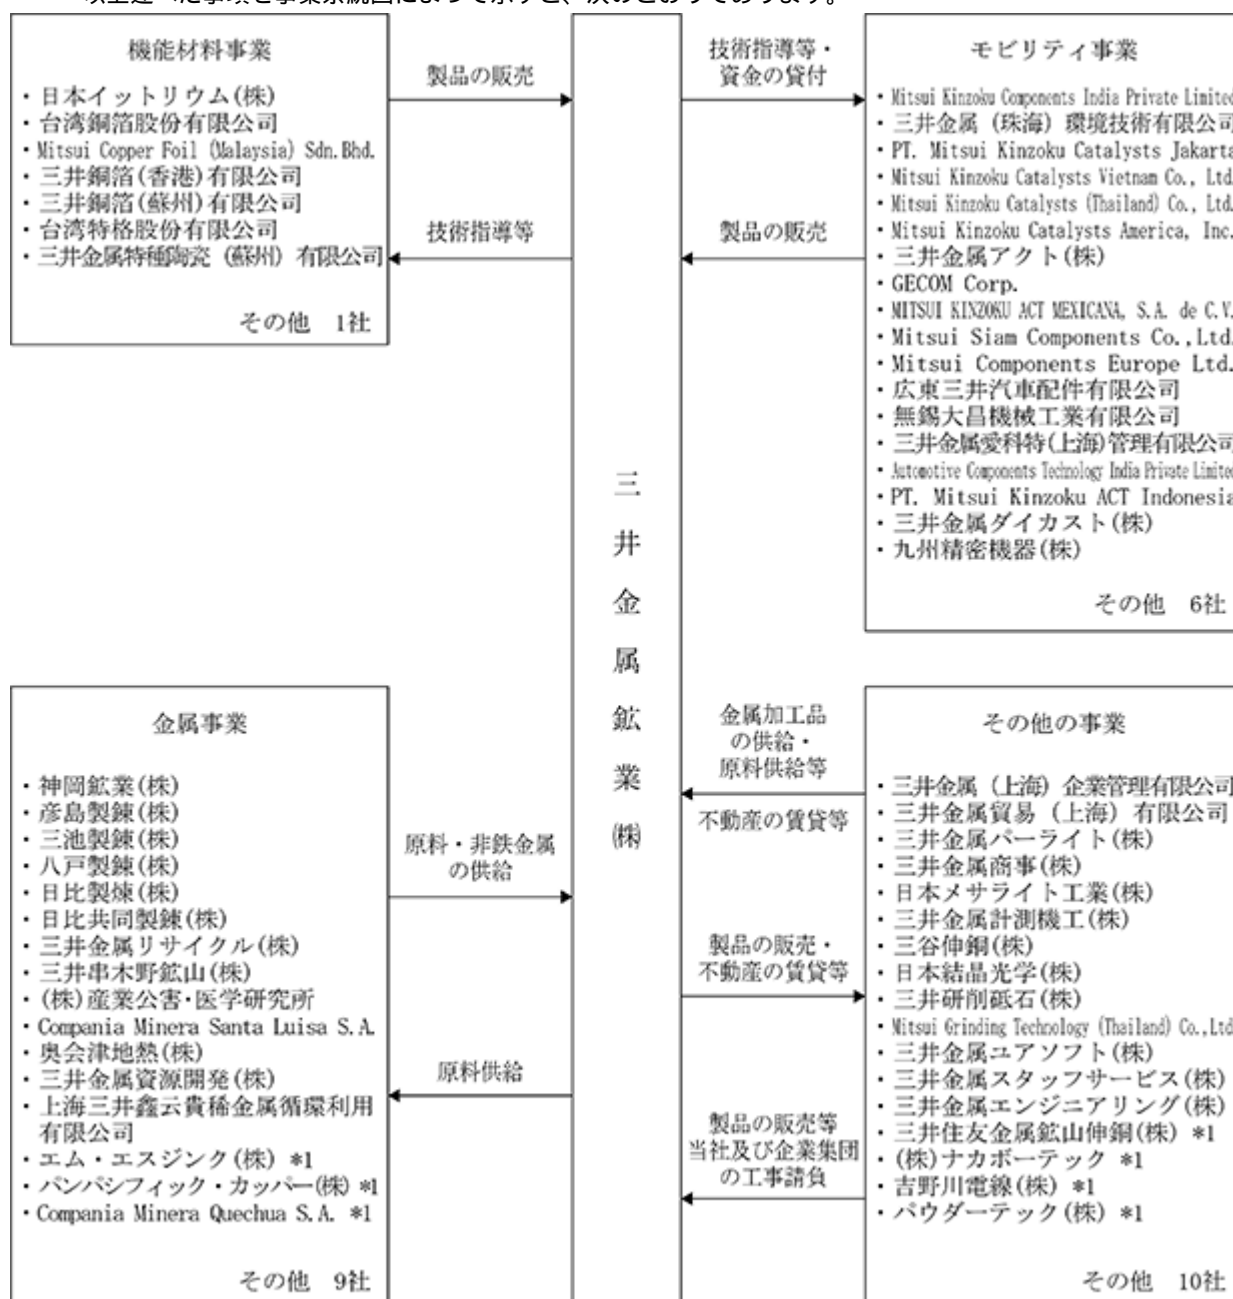 以上述べた事項を事業系統図によって示すと、次のとおりであります。
機能材料事業
・日本イットリウム(株)
・台湾銅箔股份有限公司
・Mitsui Copper Foil (Malaysia) Sdn.Bhd.
・三井銅箔(香港)有限公司
・三井銅箔(蘇州)有限公司
・台湾特格股份有限公司
・三井金属特種陶瓷（蘇州）有限公司
その他 1社
製品の販売
技術指導等
金属事業
・神岡鉱業(株)
・彦島製錬(株)
・三池製錬(株)
・八戸製錬(株)
・日比製煉(株)
・日比共同製錬(株)
・三井金属リサイクル(株)
・三井串木野鉱山(株)
・(株)産業公害・医学研究所
・Compania Minera Santa Luisa S.A.
・奥会津地熱(株)
・三井金属資源開発(株)
・上海三井鑫云貴稀金属循環利用
有限公司
・エム・エスジンク(株) *1
・パンパシフィック・カッパー(株) *1
・Compania Minera Quechua S.A. *1
その他 9社
原料・非鉄金属
の供給
原料供給
三井金属鉱業㈱
技術指導等・
資金の貸付
製品の販売
モビリティ事業
・Mitsui Kinzoku Components India Private Limited
・三井金属（珠海）環境技術有限公司
・PT. Mitsui Kinzoku Catalysts Jakarta
・Mitsui Kinzoku Catalysts Vietnam Co., Ltd.
・Mitsui Kinzoku Catalysts (Thailand) Co., Ltd.
・Mitsui Kinzoku Catalysts America, Inc.
・三井金属アクト(株)
・GECOM Corp.
・MITSUI KINZOKU ACT MEXICANA, S.A. de C.V.
・Mitsui Siam Components Co.,Ltd.
・Mitsui Components Europe Ltd.
・広東三井汽車配件有限公司
・無錫大昌機械工業有限公司
・三井金属愛科特(上海)管理有限公司
・Automotive Components Technology India Private Limited
・PT. Mitsui Kinzoku ACT Indonesia
・三井金属ダイカスト(株)
・九州精密機器(株)
その他 6社
金属加工品
の供給・
原料供給等
不動産の賃貸等
製品の販売・
不動産の賃貸等
製品の販売等
当社及び企業集団
の工事請負
その他の事業
・三井金属（上海）企業管理有限公司
・三井金属貿易（上海）有限公司
・三井金属パーライト(株)
・三井金属商事(株)
・日本メサライト工業(株)
・三井金属計測機工(株)
・三谷伸銅(株)
・日本結晶光学(株)
・三井研削砥石(株)
・Mitsui Grinding Technology (Thailand) Co.,Ltd
・三井金属ユアソフト(株)
・三井金属スタッフサービス(株)
・三井金属エンジニアリング(株)
・三井住友金属鉱山伸銅(株) *1
・(株)ナカボーテック *1
・吉野川電線(株) *1
・パウダーテック(株) *1
その他 10社